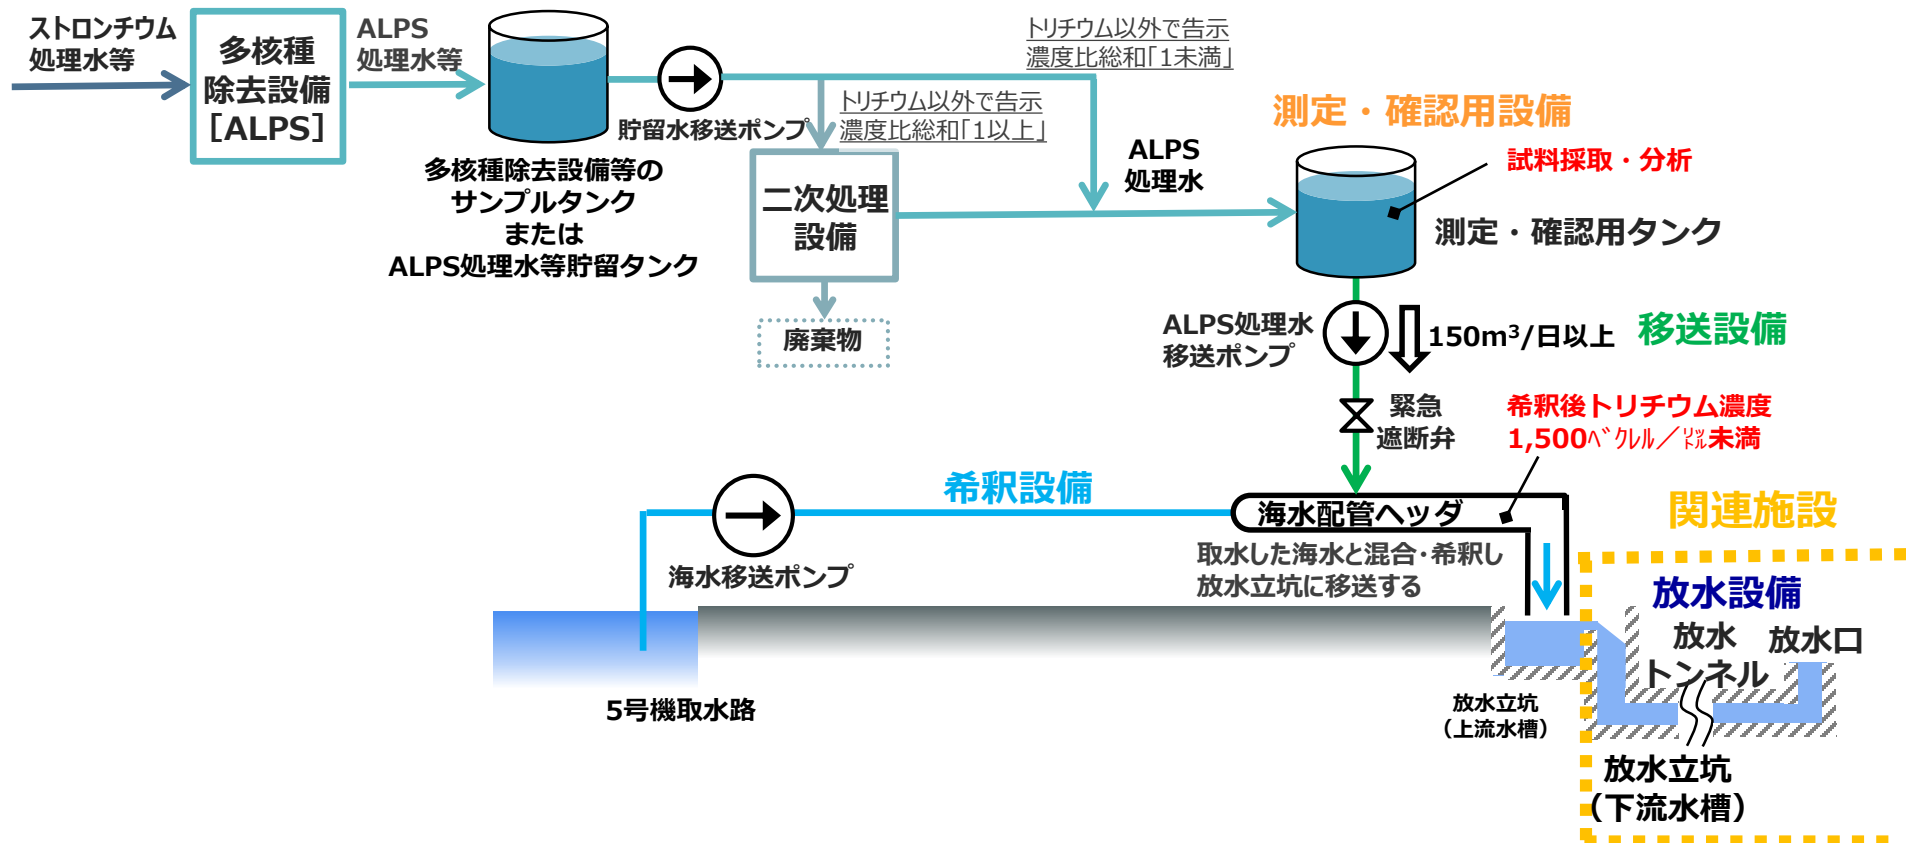 ストロンチウム
処理水等
多核種
除去設備
[ALPS]
ALPS
処理水等
貯留水移送ポンプ
多核種除去設備等の
サンプルタンク
または
ALPS処理水等貯留タンク
トリチウム以外で告示
濃度比総和｢1未満｣
トリチウム以外で告示
濃度比総和｢1以上｣
二次処理
設備
廃棄物
ALPS
処理水
測定・確認用設備
試料採取・分析
測定・確認用タンク
ALPS処理水
移送ポンプ
150m³/日以上
移送設備
緊急
遮断弁
希釈後トリチウム濃度
1,500ﾍﾞｸﾚﾙ／㍑未満
希釈設備
海水配管ヘッダ
海水移送ポンプ
取水した海水と混合･希釈し
放水立坑に移送する
関連施設
放水設備
放水
トンネル
放水口
5号機取水路
放水立坑
（上流水槽）
放水立坑
（下流水槽）